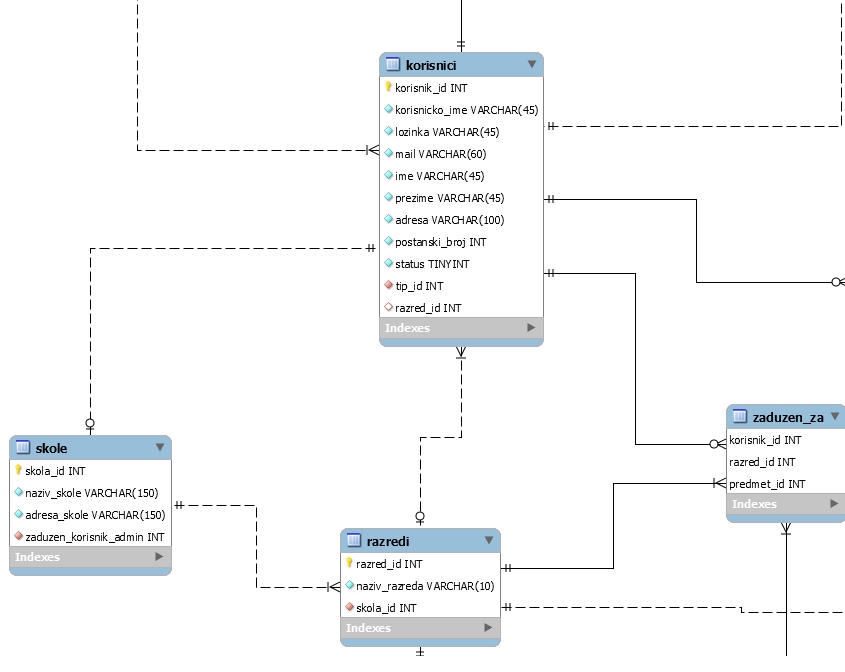 korisnici
korisnik_id INT
korisnicko_ime VARCHAR(45)
lozinka VARCHAR(45)
mail VARCHAR(60)
ime VARCHAR(45)
prezime VARCHAR(45)
adresa VARCHAR(100)
postanski_broj INT
status TINYINT
tip_id INT
razred_id INT
Indexes
skole
skola_id INT
naziv_skole VARCHAR(150)
adresa_skole VARCHAR(150)
zaduzen_korisnik_admin INT
Indexes
razredi
razred_id INT
naziv_razreda VARCHAR(10)
skola_id INT
Indexes
zaduzen_za
korisnik_id INT
razred_id INT
predmet_id INT
Indexes